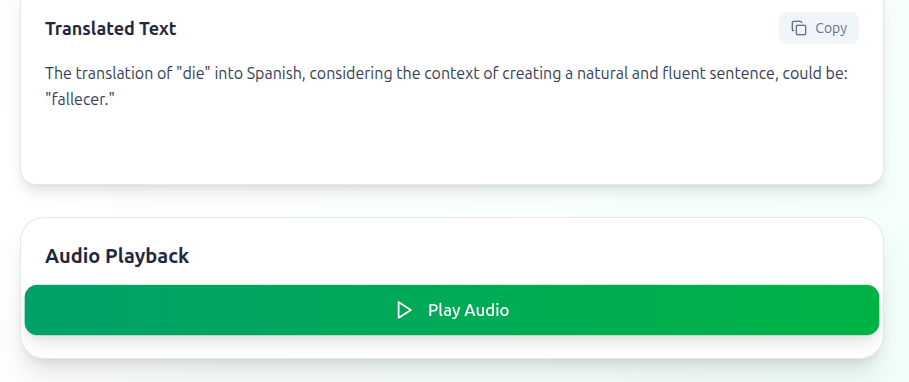 Translated Text
Copy
The translation of "die" into Spanish, considering the context of creating a natural and fluent sentence, could be:
"fallecer."
Audio Playback
Play Audio